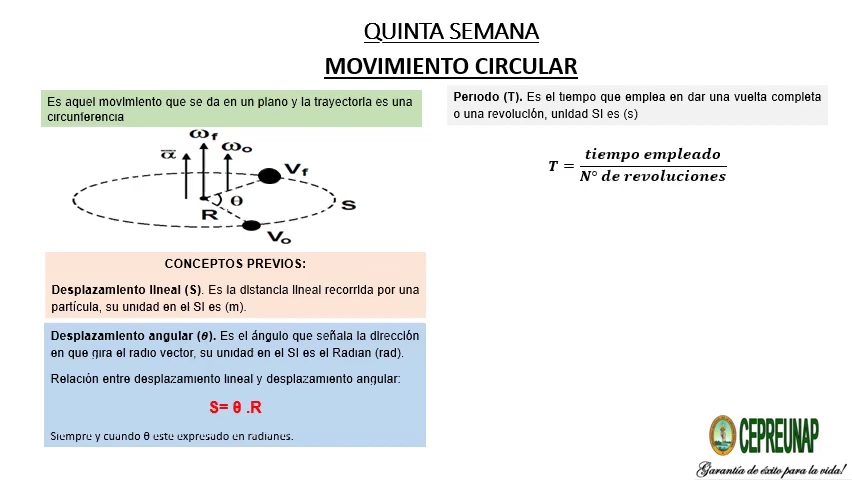 QUINTA SEMANA
MOVIMIENTO CIRCULAR
Es aquel movimiento que se da en un plano y la trayectoria es una
circunferencia
ωf
ωo
α
Vf
θ
S
R
Vo
CONCEPTOS PREVIOS:
Desplazamiento lineal (S). Es la distancia lineal recorrida por una
partícula, su unidad en el SI es (m).
Desplazamiento angular (θ). Es el ángulo que señala la dirección
en que gira el radio vector, su unidad en el SI es el Radian (rad).
Relación entre desplazamiento lineal y desplazamiento angular:
S= θ .R
Siempre y cuando θ este expresado en radianes.
Periodo (T). Es el tiempo que emplea en dar una vuelta completa
o una revolución, unidad SI es (s)
T = tiempo empleado / N° de revoluciones
CEPREUNAP
Garantía de éxito para la vida!